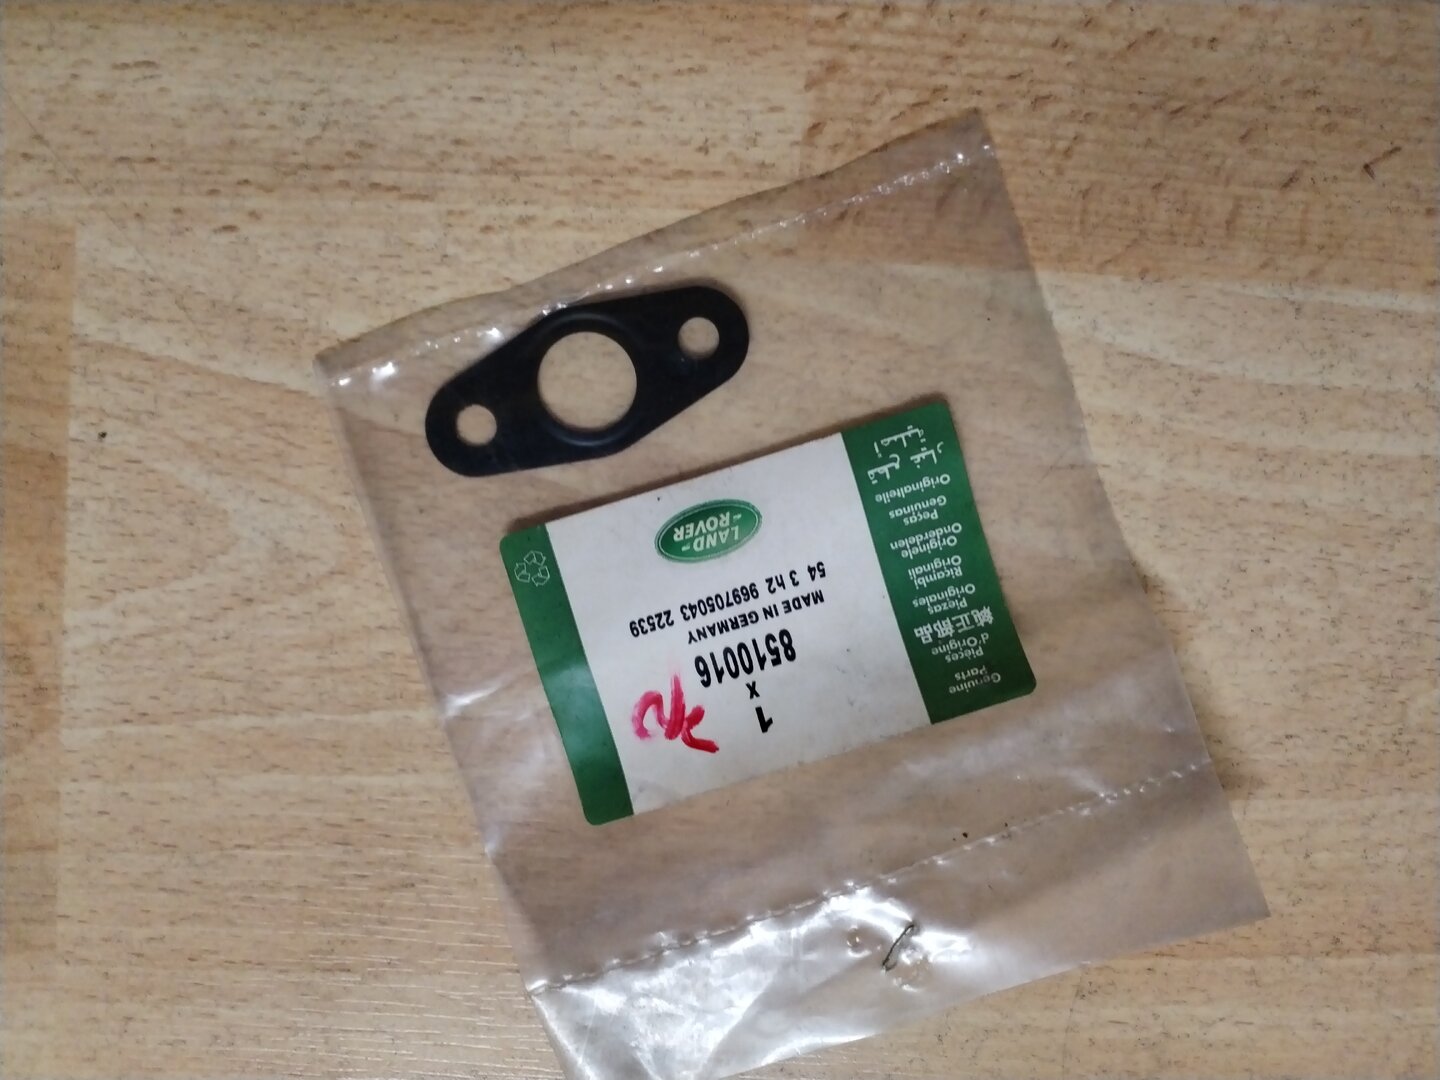 Genuine
Parts
Pièces
d'Origine
純正部品
Piezas
Originales
Ricambi
Originali
Originele
Onderdelen
Peças
Genuinas
Originalteile
1
x
8510016
MADE IN GERMANY
54 3 h2 969705043 22539
LAND-
-ROVER